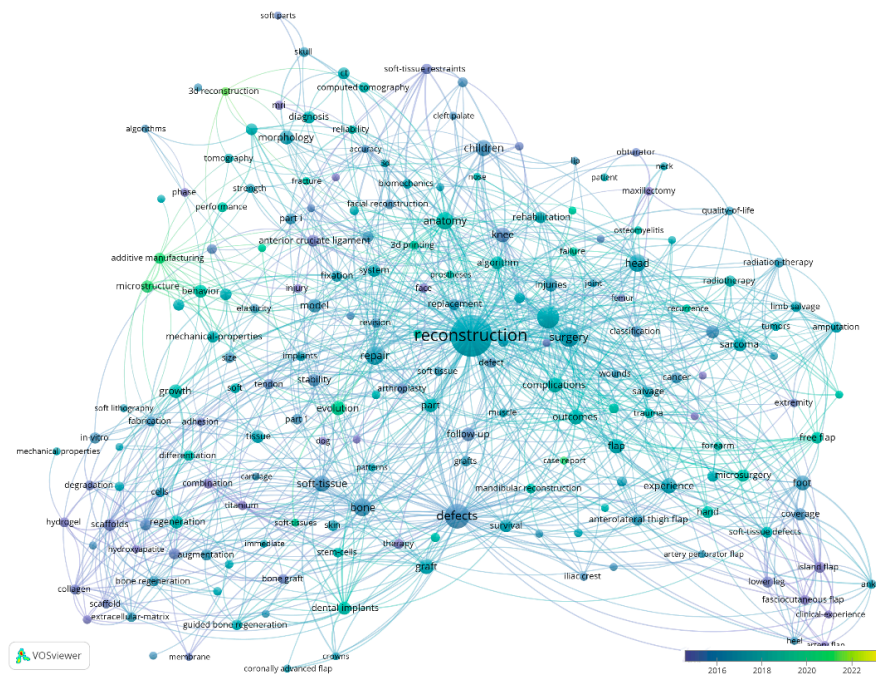 soft parts
skull
ct
soft-tissue restraints
computed tomography
3d reconstruction
mri
diagnosis
cleft palate
algorithms
morphology
reliability
accuracy
children
obturator
lip
neck
tomography
3d
nose
patient
phase
strength
fracture
biomechanics
maxillectomy
performance
part i
facial reconstruction
anatomy
rehabilitation
quality-of-life
osteomyelitis
anterior cruciate ligament
3d printing
knee
failure
additive manufacturing
fixation
system
algorithm
head
radiation-therapy
microstructure
behavior
injury
face
prostheses
injuries
joint
radiotherapy
femur
elasticity
model
replacement
recurrence
limb salvage
mechanical-properties
revision
reconstruction
surgery
classification
tumors
amputation
size
implants
repair
defect
sarcoma
soft tissue
growth
soft
tendon
stability
arthroplasty
complications
wounds
cancer
salvage
soft lithography
evolution
part
extremity
fabrication
adhesion
part 1
muscle
outcomes
trauma
in-vitro
tissue
dog
follow-up
flap
forearm
free flap
mechanical properties
differentiation
patterns
grafts
case report
degradation
cells
combination
cartilage
soft-tissue
mandibular reconstruction
experience
microsurgery
foot
titanium
bone
hydrogel
scaffolds
regeneration
soft-tissues
skin
defects
survival
anterolateral thigh flap
hand
coverage
soft-tissue defects
hydroxyapatite
augmentation
immediate
stem-cells
therapy
artery perforator flap
graft
island flap
bone regeneration
bone graft
iliac crest
lower leg
ank
collagen
scaffold
dental implants
fasciocutaneous flap
extracellular-matrix
guided bone regeneration
clinical-experience
heel
artery flap
membrane
crowns
coronally advanced flap
VOSviewer
2016 2018 2020 2022